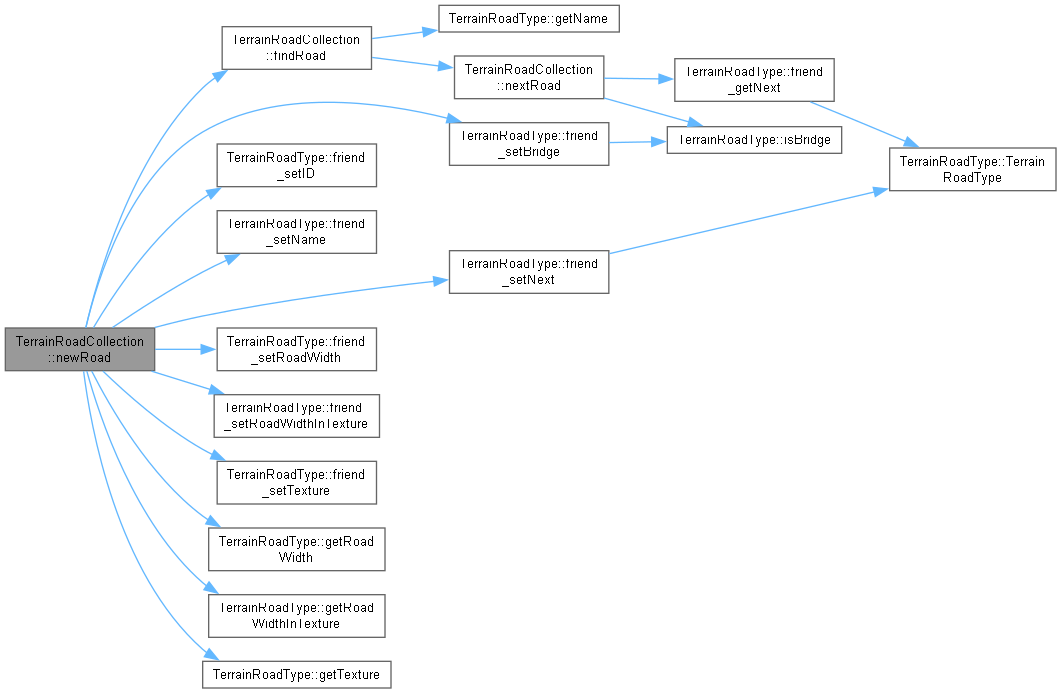 TerrainRoadType::getName
TerrainRoadCollection
::findRoad
TerrainRoadCollection
::nextRoad
TerrainRoadType::friend
_getNext
TerrainRoadType::friend
_setBridge
TerrainRoadType::isBridge
TerrainRoadType::Terrain
RoadType
TerrainRoadType::friend
_setID
TerrainRoadType::friend
_setName
TerrainRoadType::friend
_setNext
TerrainRoadCollection
::newRoad
TerrainRoadType::friend
_setRoadWidth
TerrainRoadType::friend
_setRoadWidthInTexture
TerrainRoadType::friend
_setTexture
TerrainRoadType::getRoad
Width
TerrainRoadType::getRoad
WidthInTexture
TerrainRoadType::getTexture